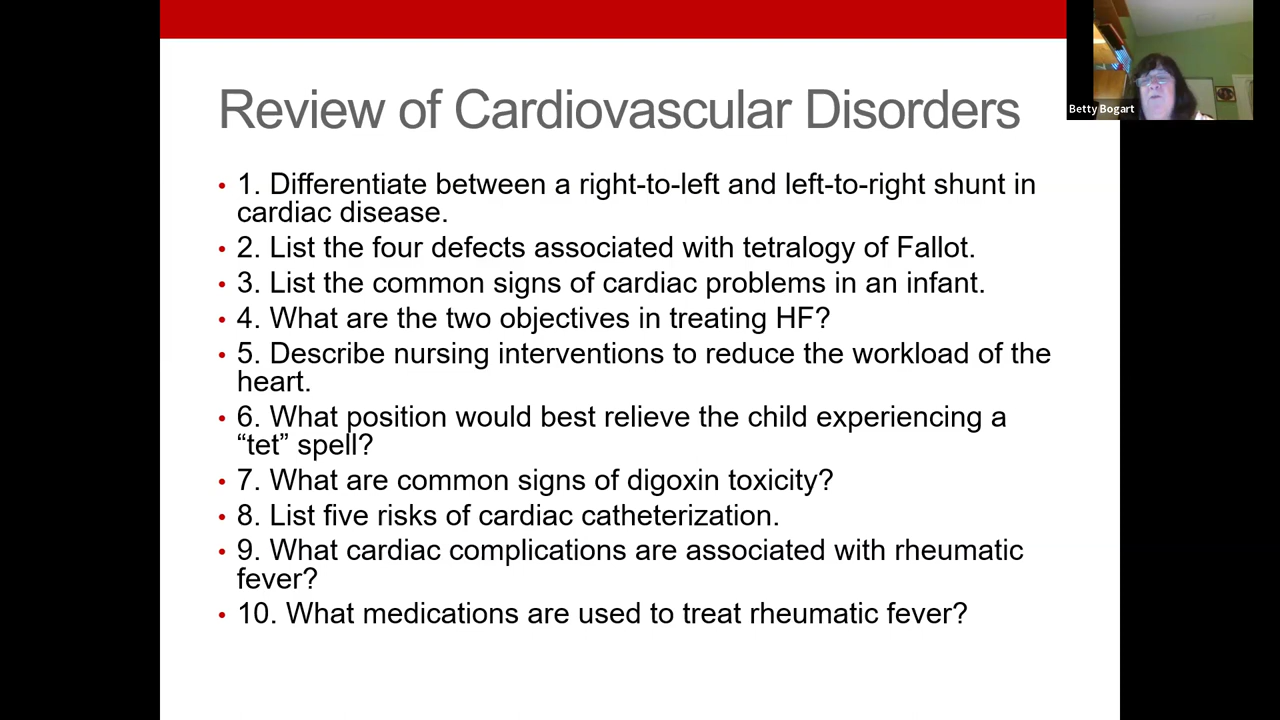 Review of Cardiovascular Disorders
Betty Bogart
• 1. Differentiate between a right-to-left and left-to-right shunt in
cardiac disease.
• 2. List the four defects associated with tetralogy of Fallot.
• 3. List the common signs of cardiac problems in an infant.
• 4. What are the two objectives in treating HF?
• 5. Describe nursing interventions to reduce the workload of the
heart.
• 6. What position would best relieve the child experiencing a
“tet” spell?
• 7. What are common signs of digoxin toxicity?
• 8. List five risks of cardiac catheterization.
• 9. What cardiac complications are associated with rheumatic
fever?
• 10. What medications are used to treat rheumatic fever?